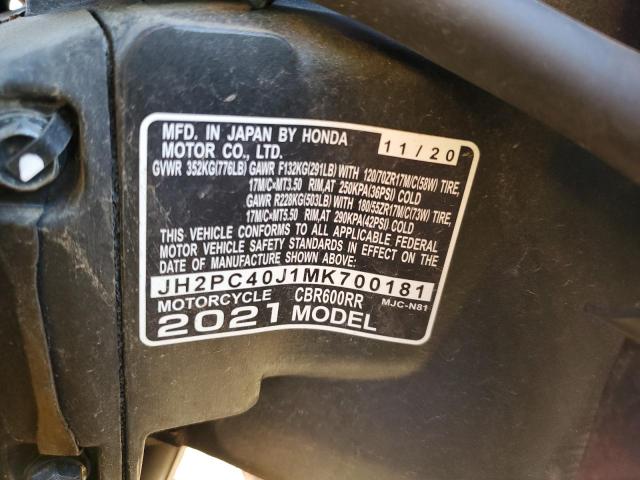 MFD. IN JAPAN BY HONDA
MOTOR CO., LTD.
11/20
GVWR 352KG(776LB) GAWR F132KG(291LB) WITH 120/70ZR17M/C(58W) TIRE,
17M/C×MT3.50 RIM,AT 250KPA(36PSI) COLD
GAWR R228KG(503LB) WITH 180/55ZR17M/C(73W) TIRE,
17M/C×MT5.50 RIM,AT 290KPA(42PSI) COLD
THIS VEHICLE CONFORMS TO ALL APPLICABLE FEDERAL
MOTOR VEHICLE SAFETY STANDARDS IN EFFECT ON THE
DATE OF MANUFACTURE SHOWN ABOVE:
JH2PC40J1MK700181
MOTORCYCLE CBR600RR MJC-N81
2021 MODEL